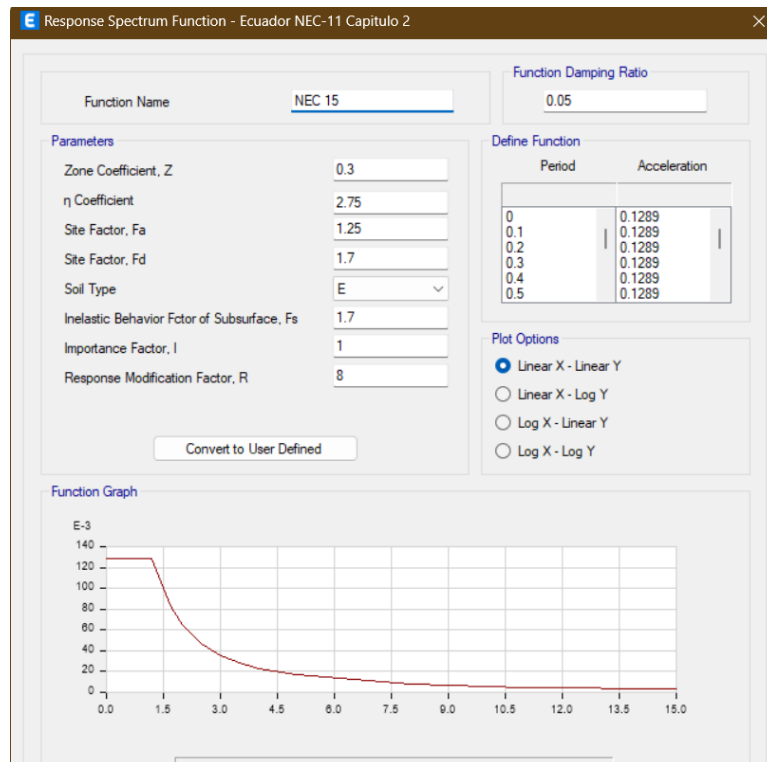 E Response Spectrum Function - Ecuador NEC-11 Capitulo 2
Function Name NEC 15
Function Damping Ratio
0.05
Parameters
Zone Coefficient, Z 0.3
η Coefficient 2.75
Site Factor, Fa 1.25
Site Factor, Fd 1.7
Soil Type E
Inelastic Behavior Fctor of Subsurface, Fs 1.7
Importance Factor, I 1
Response Modification Factor, R 8
Convert to User Defined
Define Function
Period Acceleration
0 0.1289
0.1 0.1289
0.2 0.1289
0.3 0.1289
0.4 0.1289
0.5 0.1289
Plot Options
Linear X - Linear Y
Linear X - Log Y
Log X - Linear Y
Log X - Log Y
Function Graph
E-3
140
120
100
80
60
40
20
0
0.0 1.5 3.0 4.5 6.0 7.5 9.0 10.5 12.0 13.5 15.0